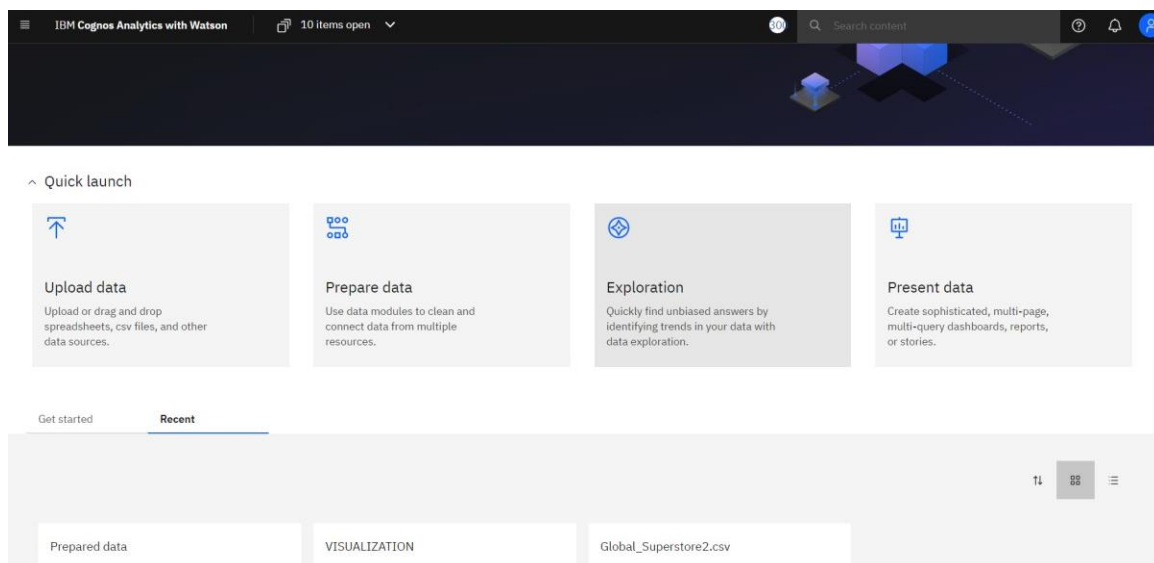 IBM Cognos Analytics with Watson
10 items open
30
Search content
Quick launch
Upload data
Upload or drag and drop
spreadsheets, csv files, and other
data sources.
Prepare data
Use data modules to clean and
connect data from multiple
resources.
Exploration
Quickly find unbiased answers by
identifying trends in your data with
data exploration.
Present data
Create sophisticated, multi-page,
multi-query dashboards, reports,
or stories.
Get started
Recent
Prepared data
VISUALIZATION
Global_Superstore2.csv